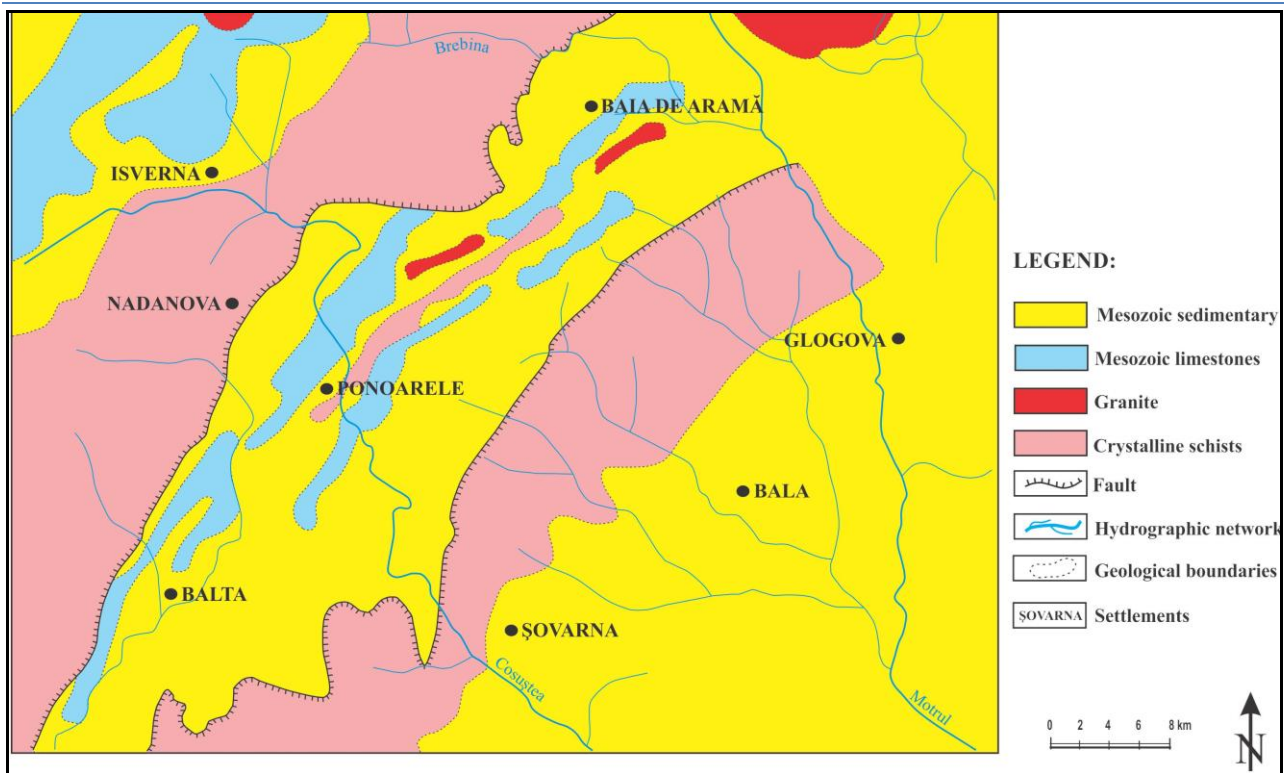 Brebina
BAIA DE ARAMĂ
ISVERNA
NADANOVA
GLOGOVA
PONOARELE
BALA
BALTA
ŞOVARNA
Cosuştea
Motrul
LEGEND:
Mesozoic sedimentary
Mesozoic limestones
Granite
Crystalline schists
Fault
Hydrographic network
Geological boundaries
ŞOVARNA Settlements
0 2 4 6 8 km
N